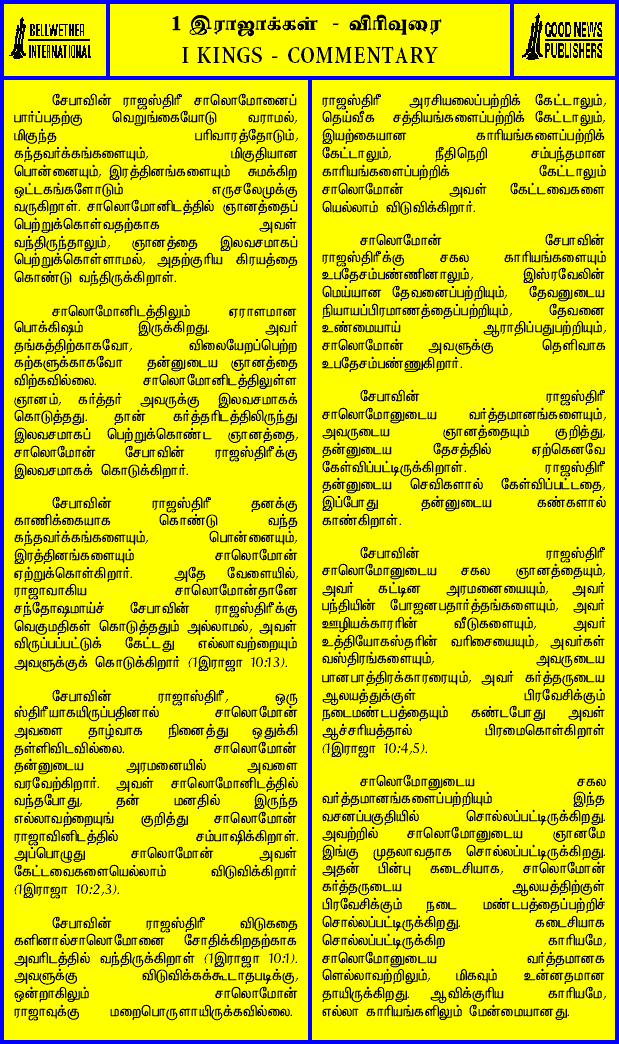 BELLWETHER
INTERNATIONAL
1 இராஜாக்கள் - விரிவுரை
I KINGS - COMMENTARY
GOOD NEWS
PUBLISHERS
சேபாவின் ராஜஸ்திரீ சாலொமோனைப்
பார்ப்பதற்கு வெறுங்கையோடு வராமல்,
மிகுந்த பரிவாரத்தோடும்,
கந்தவர்க்கங்களையும், மிகுதியான
பொன்னையும், இரத்தினங்களையும் சுமக்கிற
ஒட்டகங்களோடும் எருசலேமுக்கு
வருகிறாள். சாலொமோனிடத்தில் ஞானத்தைப்
பெற்றுக்கொள்வதற்காக அவள்
வந்திருந்தாலும், ஞானத்தை இலவசமாகப்
பெற்றுக்கொள்ளாமல், அதற்குரிய கிரயத்தை
கொண்டு வந்திருக்கிறாள்.
சாலொமோனிடத்திலும் ஏராளமான
பொக்கிஷம் இருக்கிறது. அவர்
தங்கத்திற்காகவோ, விலையேறப்பெற்ற
கற்களுக்காகவோ தன்னுடைய ஞானத்தை
விற்கவில்லை. சாலொமோனிடத்திலுள்ள
ஞானம், கர்த்தர் அவருக்கு இலவசமாகக்
கொடுத்தது. தான் கர்த்தரிடத்திலிருந்து
இலவசமாகப் பெற்றுக்கொண்ட ஞானத்தை,
சாலொமோன் சேபாவின் ராஜஸ்திரீக்கு
இலவசமாகக் கொடுக்கிறார்.
சேபாவின் ராஜஸ்திரீ தனக்கு
காணிக்கையாக கொண்டு வந்த
கந்தவர்க்கங்களையும், பொன்னையும்,
இரத்தினங்களையும் சாலொமோன்
ஏற்றுக்கொள்கிறார். அதே வேளையில்,
ராஜாவாகிய சாலொமோன்தானே
சந்தோஷமாய்ச் சேபாவின் ராஜஸ்திரீக்கு
வெகுமதிகள் கொடுத்ததும் அல்லாமல், அவள்
விருப்பப்பட்டுக் கேட்டது எல்லாவற்றையும்
அவளுக்குக் கொடுக்கிறார் (1இராஜா 10:13).
சேபாவின் ராஜாஸ்திரீ, ஒரு
ஸ்திரீயாகயிருப்பதினால் சாலொமோன்
அவளை தாழ்வாக நினைத்து ஒதுக்கி
தள்ளிவிடவில்லை. சாலொமோன்
தன்னுடைய அரமனையில் அவளை
வரவேற்கிறார். அவள் சாலொமோனிடத்தில்
வந்தபோது, தன் மனதில் இருந்த
எல்லாவற்றையுங் குறித்து சாலொமோன்
ராஜாவினிடத்தில் சம்பாஷிக்கிறாள்.
அப்பொழுது சாலொமோன் அவள்
கேட்டவைகளையெல்லாம் விடுவிக்கிறார்
(1இராஜா 10:2,3).
சேபாவின் ராஜஸ்திரீ விடுகதை
களினால்சாலொமோனை சோதிக்கிறதற்காக
அவரிடத்தில் வந்திருக்கிறாள் (1இராஜா 10:1).
அவளுக்கு விடுவிக்கக்கூடாதபடிக்கு,
ஒன்றாகிலும் சாலொமோன்
ராஜாவுக்கு மறைபொருளாயிருக்கவில்லை.
ராஜஸ்திரீ அரசியலைப்பற்றிக் கேட்டாலும்,
தெய்வீக சத்தியங்களைப்பற்றிக் கேட்டாலும்,
இயற்கையான காரியங்களைப்பற்றிக்
கேட்டாலும், நீதிநெறி சம்பந்தமான
காரியங்களைப்பற்றிக் கேட்டாலும்
சாலொமோன் அவள் கேட்டவைகளை
யெல்லாம் விடுவிக்கிறார்.
சாலொமோன் சேபாவின்
ராஜஸ்திரீக்கு சகல காரியங்களையும்
உபதேசம்பண்ணினாலும், இஸ்ரவேலின்
மெய்யான தேவனைப்பற்றியும், தேவனுடைய
நியாயப்பிரமாணத்தைப்பற்றியும், தேவனை
உண்மையாய் ஆராதிப்பதுபற்றியும்,
சாலொமோன் அவளுக்கு தெளிவாக
உபதேசம்பண்ணுகிறார்.
சேபாவின் ராஜஸ்திரீ
சாலொமோனுடைய வர்த்தமானங்களையும்,
அவருடைய ஞானத்தையும் குறித்து,
தன்னுடைய தேசத்தில் ஏற்கெனவே
கேள்விப்பட்டிருக்கிறாள். ராஜஸ்திரீ
தன்னுடைய செவிகளால் கேள்விப்பட்டதை,
இப்போது தன்னுடைய கண்களால்
காண்கிறாள்.
சேபாவின் ராஜஸ்திரீ
சாலொமோனுடைய சகல ஞானத்தையும்,
அவர் கட்டின அரமனையையும், அவர்
பந்தியின் போஜனபதார்த்தங்களையும், அவர்
ஊழியக்காரரின் வீடுகளையும், அவர்
உத்தியோகஸ்தரின் வரிசையையும், அவர்கள்
வஸ்திரங்களையும், அவருடைய
பானபாத்திரக்காரரையும், அவர் கர்த்தருடைய
ஆலயத்துக்குள் பிரவேசிக்கும்
நடைமண்டபத்தையும் கண்டபோது அவள்
ஆச்சரியத்தால் பிரமைகொள்கிறாள்
(1இராஜா 10:4,5).
சாலொமோனுடைய சகல
வர்த்தமானங்களைப்பற்றியும் இந்த
வசனப்பகுதியில் சொல்லப்பட்டிருக்கிறது.
அவற்றில் சாலொமோனுடைய ஞானமே
இங்கு முதலாவதாக சொல்லப்பட்டிருக்கிறது.
அதன் பின்பு கடைசியாக, சாலொமோன்
கர்த்தருடைய ஆலயத்திற்குள்
பிரவேசிக்கும் நடை மண்டபத்தைப்பற்றிச்
சொல்லப்பட்டிருக்கிறது. கடைசியாக
சொல்லப்பட்டிருக்கிற காரியமே,
சாலொமோனுடைய வர்த்தமானக
ளெல்லாவற்றிலும், மிகவும் உன்னதமான
தாயிருக்கிறது. ஆவிக்குரிய காரியமே,
எல்லா காரியங்களிலும் மேன்மையானது.